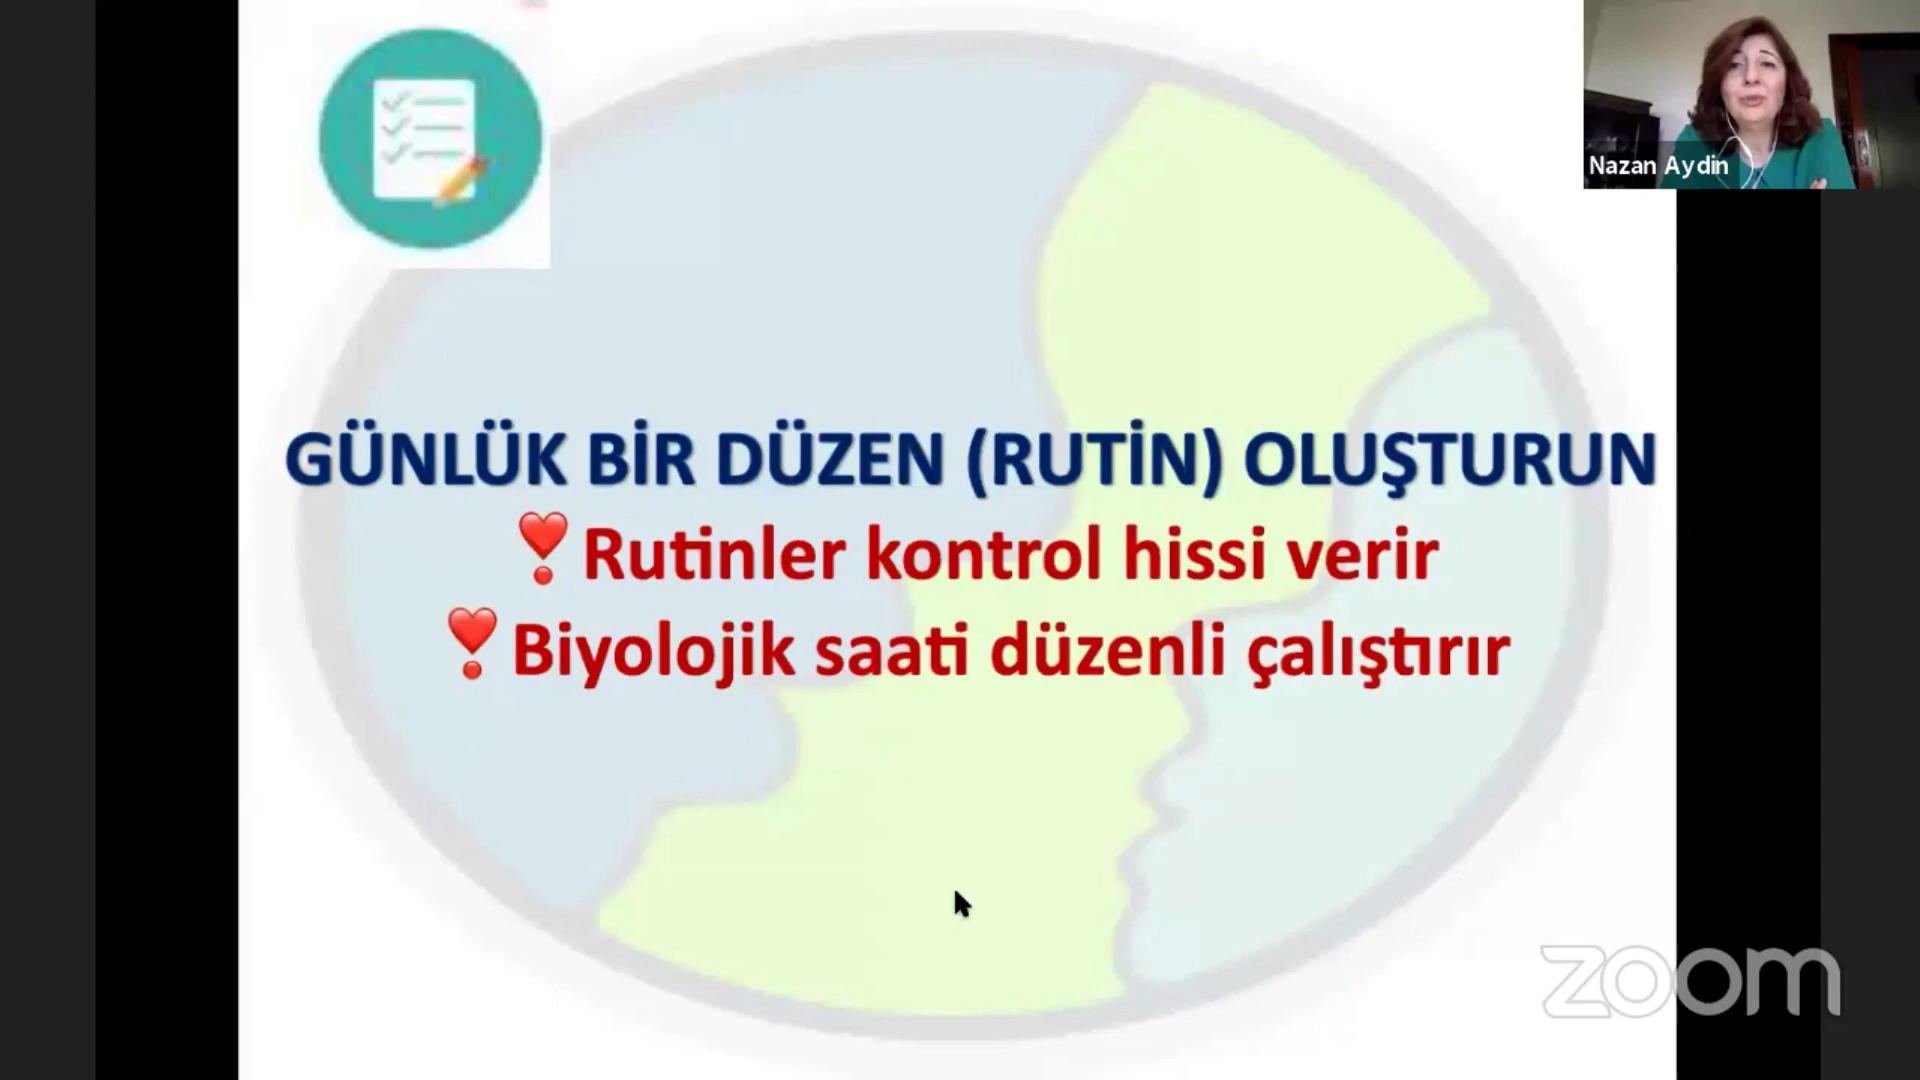 Nazan Aydin
GÜNLÜK BİR DÜZEN (RUTİN) OLUŞTURUN
Rutinler kontrol hissi verir
Biyolojik saati düzenli çalıştırır
zoom